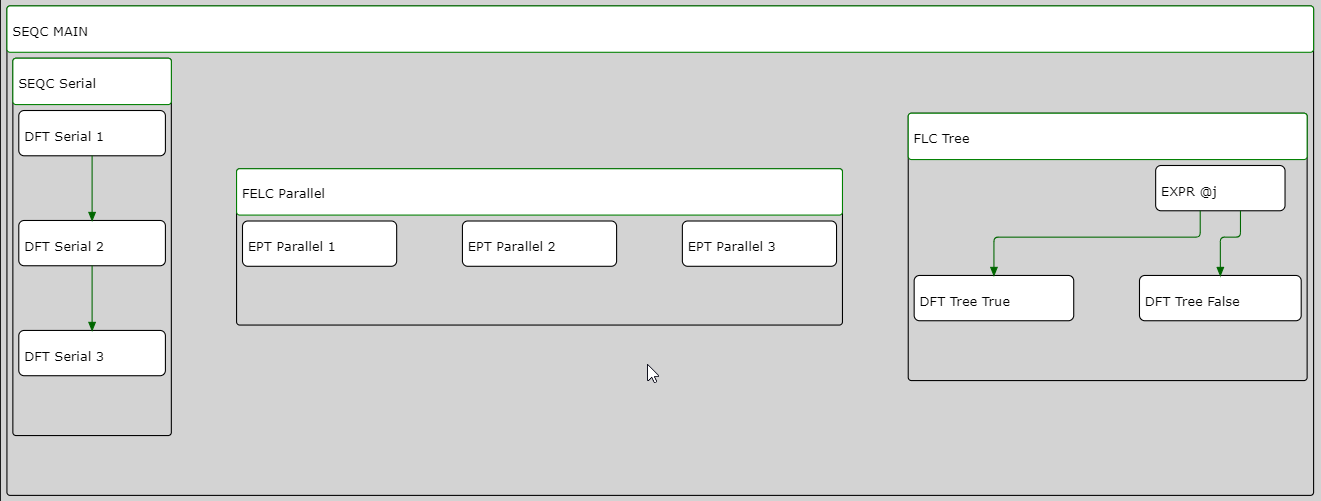 SEQC MAIN
SEQC Serial
DFT Serial 1
DFT Serial 2
DFT Serial 3
FELC Parallel
EPT Parallel 1
EPT Parallel 2
EPT Parallel 3
FLC Tree
EXPR @j
DFT Tree True
DFT Tree False